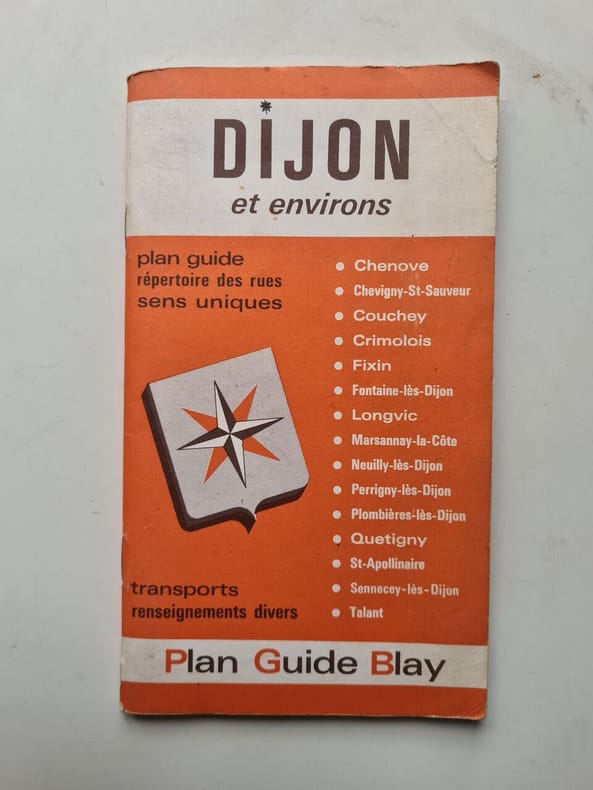 DIJON
et environs
plan guide
répertoire des rues
sens uniques
Chenove
Chevigny-St-Sauveur
Couchey
Crimolois
Fixin
Fontaine-lès-Dijon
Longvic
Marsannay-la-Côte
Neuilly-lès-Dijon
Perrigny-lès-Dijon
Plombières-lès-Dijon
Quetigny
St-Apollinaire
Sennecey-lès-Dijon
Talant
transports
renseignements divers
Plan Guide Blay